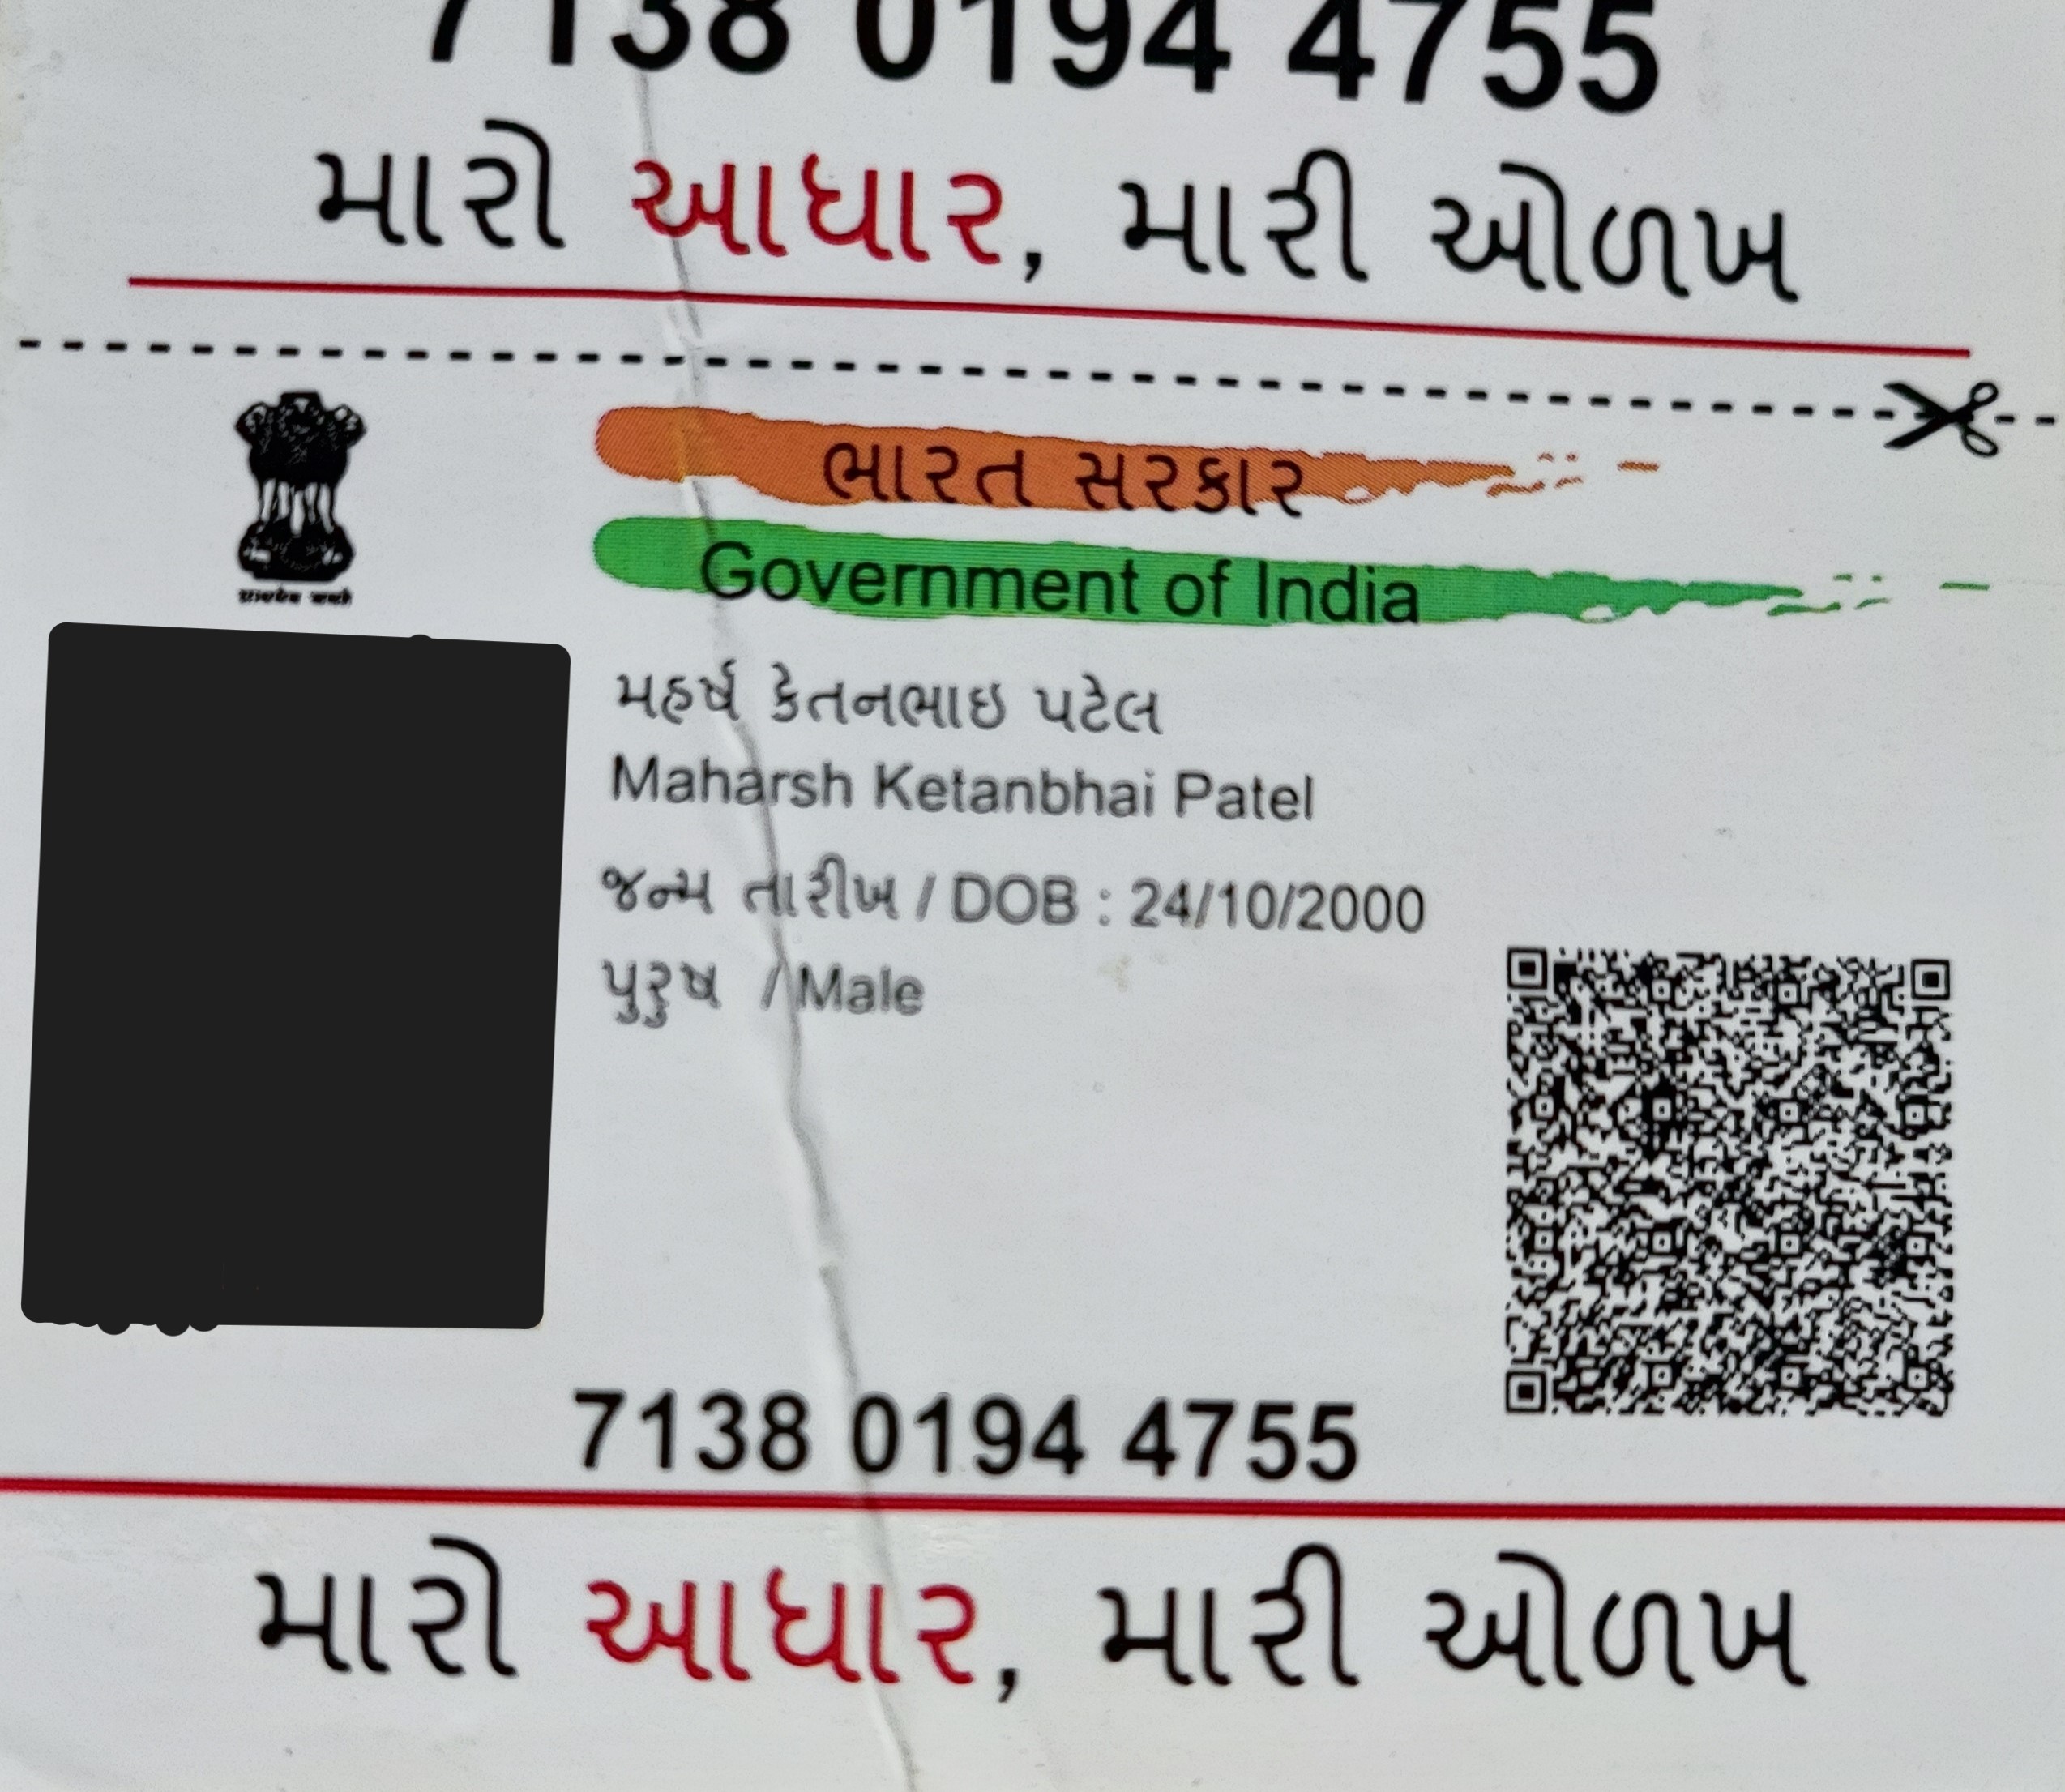 7138 0194 4755
મારો આધાર, મારી ઓળખ
ભારત સરકાર
Government of India
મહર્ષ કેતનભાઇ પટેલ
Maharsh Ketanbhai Patel
જન્મ તારીખ / DOB : 24/10/2000
પુરુષ / Male
7138 0194 4755
મારો આધાર, મારી ઓળખ